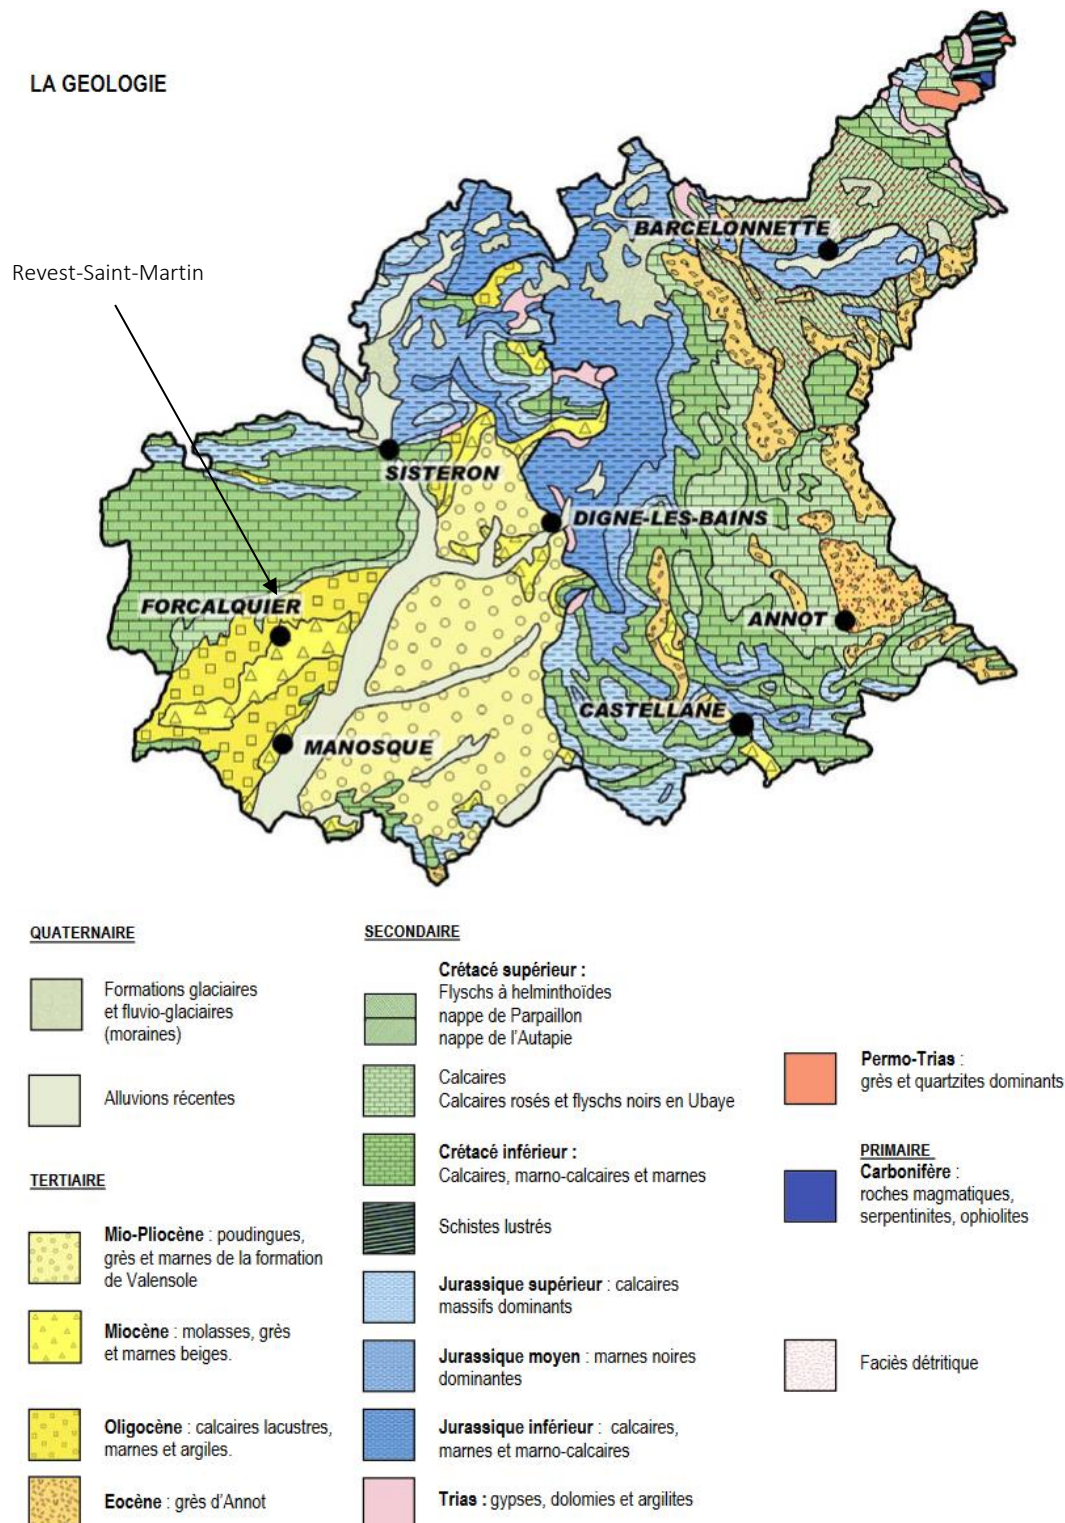 LA GEOLOGIE
Revest-Saint-Martin
BARCELONNETTE
SISTERON
DIGNE-LES-BAINS
FORCALQUIER
ANNOT
CASTELLANE
MANOSQUE
QUATERNAIRE
Formations glaciaires
et fluvio-glaciaires
(moraines)
Alluvions récentes
TERTIAIRE
Mio-Pliocène : poudingues,
grès et marnes de la formation
de Valensole
Miocène : molasses, grès
et marnes beiges.
Oligocène : calcaires lacustres,
marnes et argiles.
Eocène : grès d'Annot
SECONDAIRE
Crétacé supérieur :
Flyschs à helminthoïdes
nappe de Parpaillon
nappe de l'Autapie
Calcaires
Calcaires rosés et flyschs noirs en Ubaye
Crétacé inférieur :
Calcaires, marno-calcaires et marnes
Schistes lustrés
Jurassique supérieur : calcaires
massifs dominants
Jurassique moyen : marnes noires
dominantes
Jurassique inférieur : calcaires,
marnes et marno-calcaires
Trias : gypses, dolomies et argilites
Permo-Trias :
grès et quartzites dominants
PRIMAIRE
Carbonifère :
roches magmatiques,
serpentinites, ophiolites
Faciès détritique